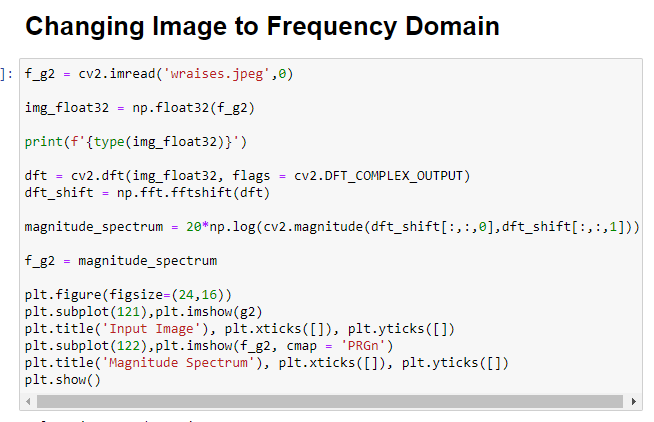 Changing Image to Frequency Domain
]: f_g2 = cv2.imread('wraises.jpeg',0)
img_float32 = np.float32(f_g2)
print(f'{type(img_float32)}')
dft = cv2.dft(img_float32, flags = cv2.DFT_COMPLEX_OUTPUT)
dft_shift = np.fft.fftshift(dft)
magnitude_spectrum = 20*np.log(cv2.magnitude(dft_shift[:,:,0],dft_shift[:,:,1]))
f_g2 = magnitude_spectrum
plt.figure(figsize=(24,16))
plt.subplot(121),plt.imshow(g2)
plt.title('Input Image'), plt.xticks([]), plt.yticks([])
plt.subplot(122),plt.imshow(f_g2, cmap = 'PRGn')
plt.title('Magnitude Spectrum'), plt.xticks([]), plt.yticks([])
plt.show()